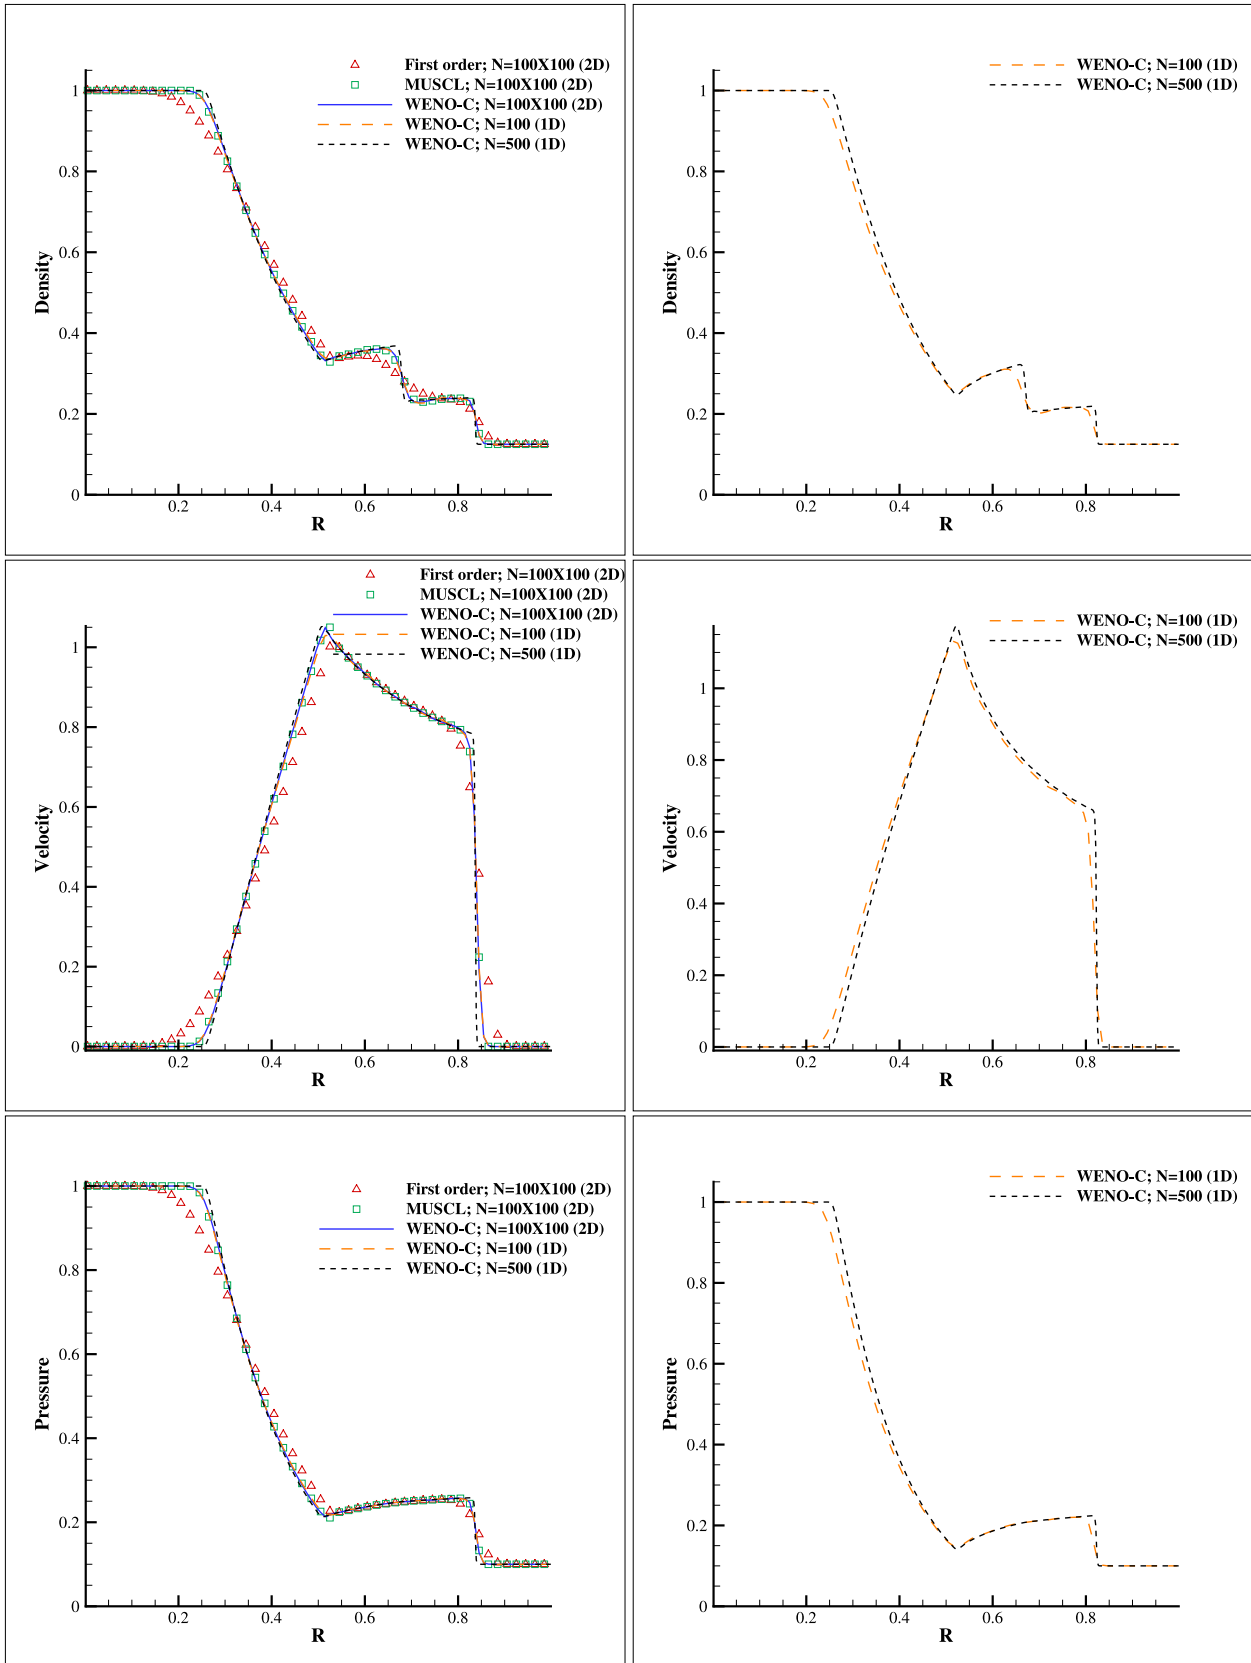 First order; N=100X100 (2D)
MUSCL; N=100X100 (2D)
WENO-C; N=100X100 (2D)
WENO-C; N=100 (1D)
WENO-C; N=500 (1D)
1
0.8
0.6
0.4
0.2
0
Density
0.2 0.4 0.6 0.8
R
WENO-C; N=100 (1D)
WENO-C; N=500 (1D)
1
0.8
0.6
0.4
0.2
0
Density
0.2 0.4 0.6 0.8
R
First order; N=100X100 (2D)
MUSCL; N=100X100 (2D)
WENO-C; N=100X100 (2D)
WENO-C; N=100 (1D)
WENO-C; N=500 (1D)
1
0.8
0.6
0.4
0.2
0
Velocity
0.2 0.4 0.6 0.8
R
WENO-C; N=100 (1D)
WENO-C; N=500 (1D)
1
0.8
0.6
0.4
0.2
0
Velocity
0.2 0.4 0.6 0.8
R
First order; N=100X100 (2D)
MUSCL; N=100X100 (2D)
WENO-C; N=100X100 (2D)
WENO-C; N=100 (1D)
WENO-C; N=500 (1D)
1
0.8
0.6
0.4
0.2
0
Pressure
0.2 0.4 0.6 0.8
R
WENO-C; N=100 (1D)
WENO-C; N=500 (1D)
1
0.8
0.6
0.4
0.2
0
Pressure
0.2 0.4 0.6 0.8
R